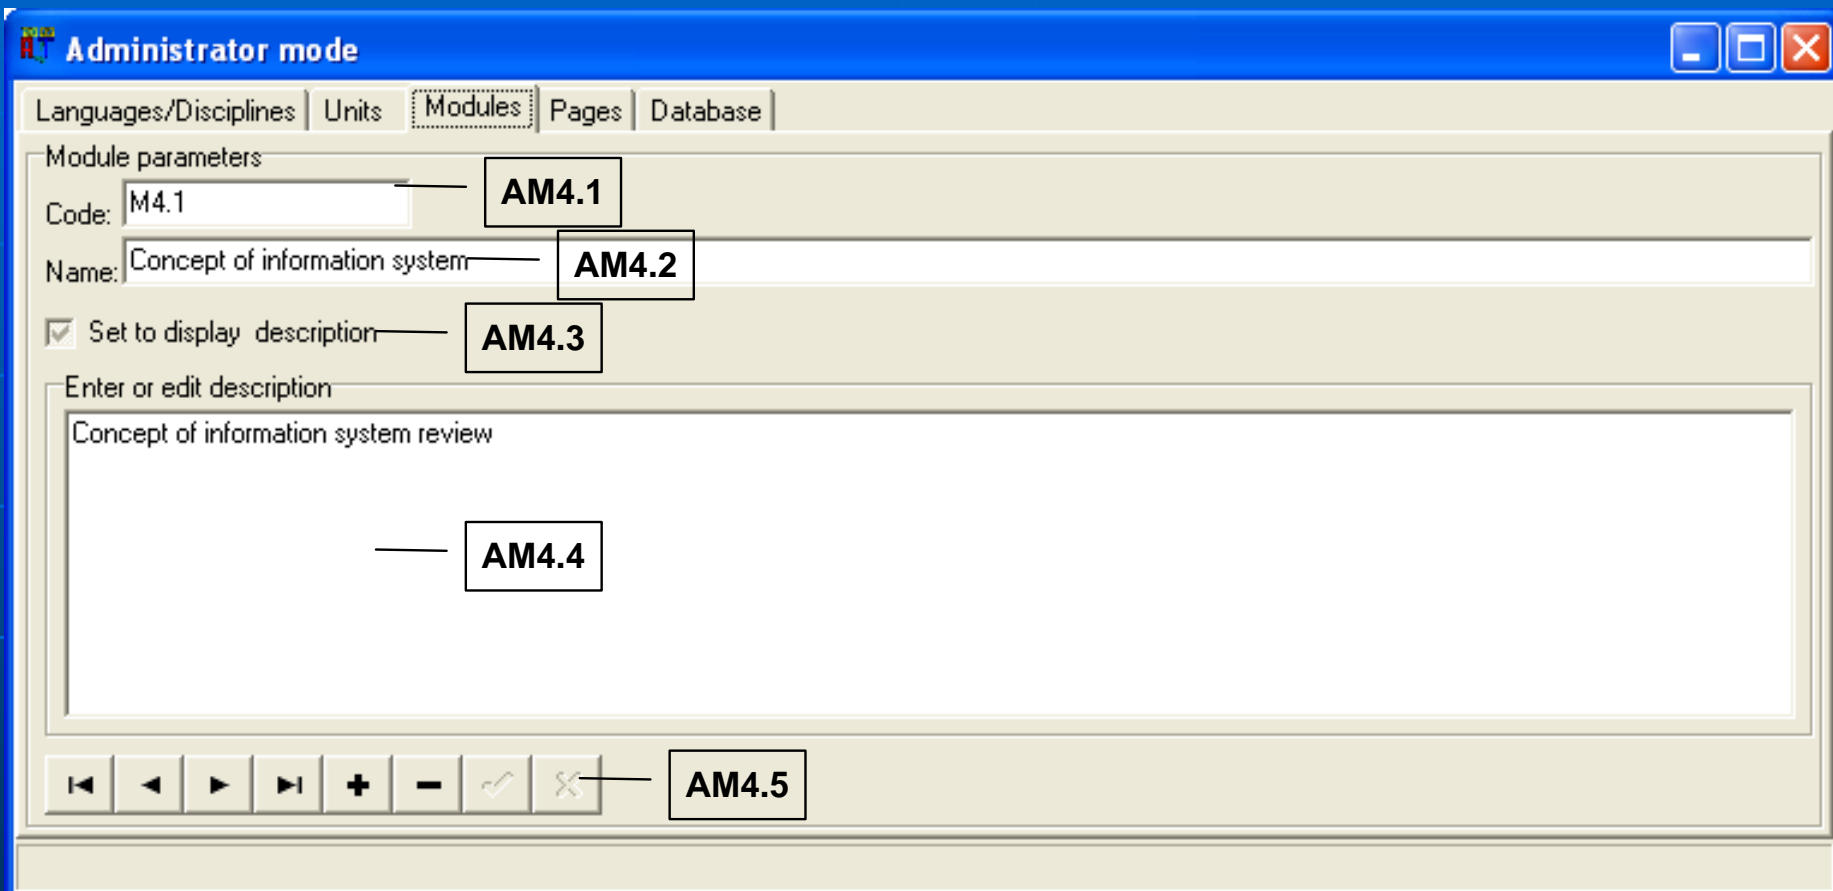 Administrator mode
Languages/Disciplines Units Modules Pages Database
Module parameters
Code: M4.1 AM4.1
Name: Concept of information system AM4.2
Set to display description AM4.3
Enter or edit description
Concept of information system review
AM4.4
AM4.5